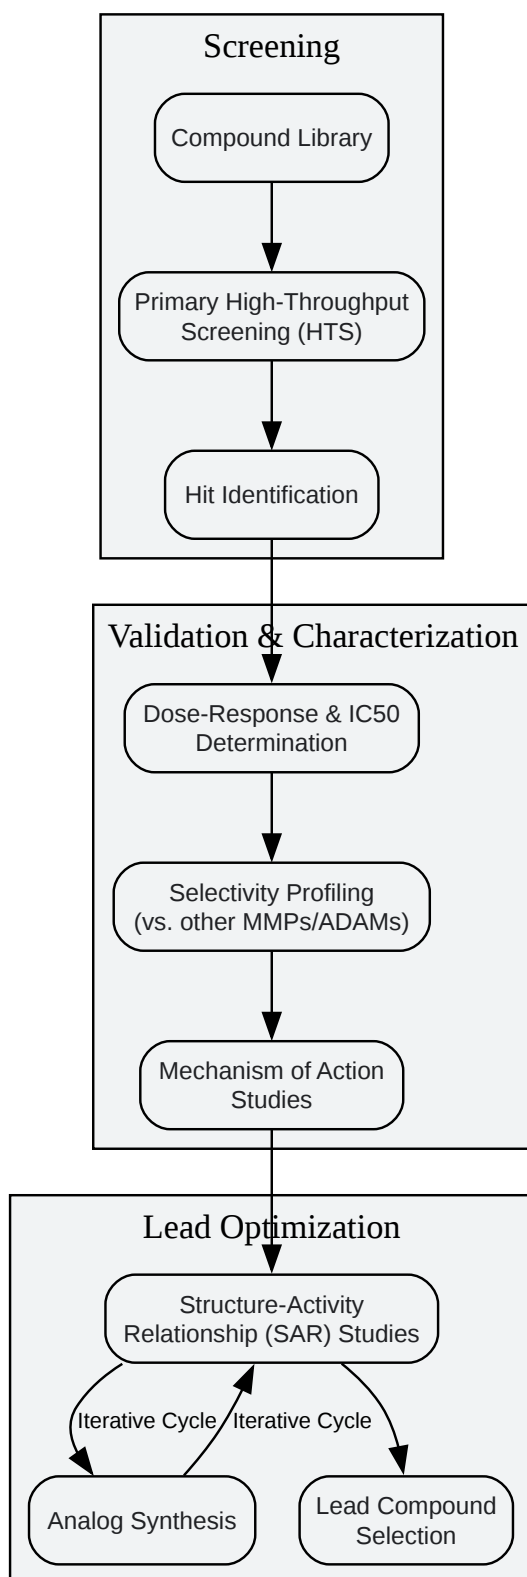 Screening
Compound Library
Primary High-Throughput
Screening (HTS)
Hit Identification
Validation & Characterization
Dose-Response & IC50
Determination
Selectivity Profiling
(vs. other MMPs/ADAMs)
Mechanism of Action
Studies
Lead Optimization
Structure-Activity
Relationship (SAR) Studies
Iterative Cycle
Iterative Cycle
Analog Synthesis
Lead Compound
Selection